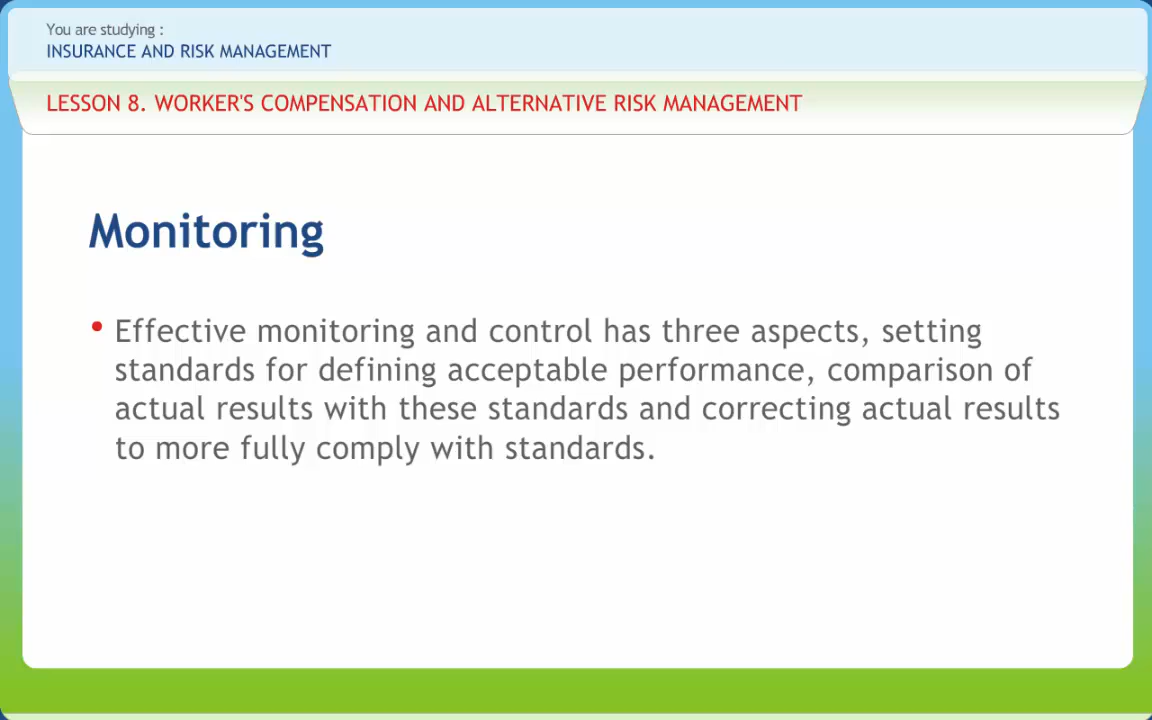 You are studying :
INSURANCE AND RISK MANAGEMENT
LESSON 8. WORKER'S COMPENSATION AND ALTERNATIVE RISK MANAGEMENT
Monitoring
• Effective monitoring and control has three aspects, setting
standards for defining acceptable performance, comparison of
actual results with these standards and correcting actual results
to more fully comply with standards.